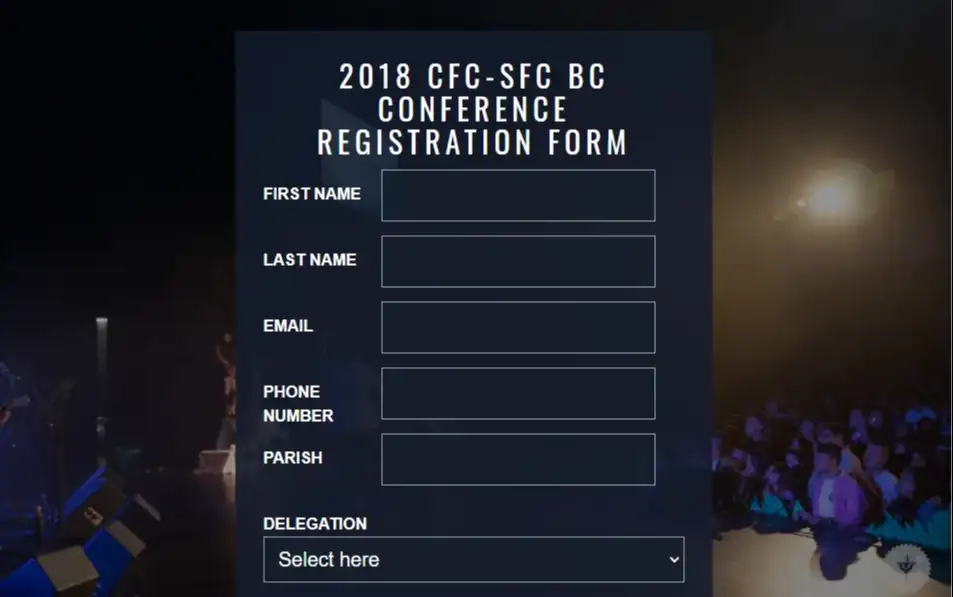 2018 CFC-SFC BC
CONFERENCE
REGISTRATION FORM
FIRST NAME
LAST NAME
EMAIL
PHONE
NUMBER
PARISH
DELEGATION
Select here